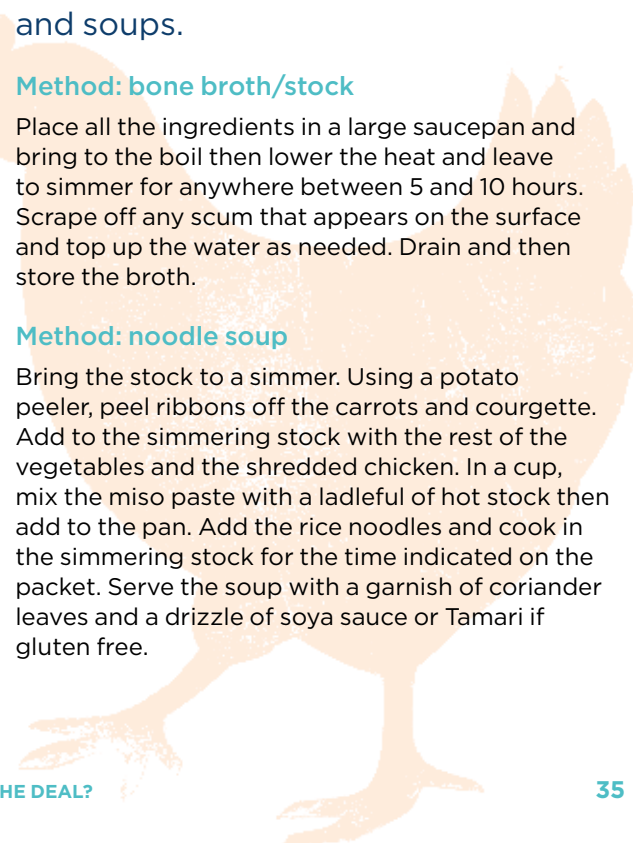 and soups.
Method: bone broth/stock
Place all the ingredients in a large saucepan and
bring to the boil then lower the heat and leave
to simmer for anywhere between 5 and 10 hours.
Scrape off any scum that appears on the surface
and top up the water as needed. Drain and then
store the broth.
Method: noodle soup
Bring the stock to a simmer. Using a potato
peeler, peel ribbons off the carrots and courgette.
Add to the simmering stock with the rest of the
vegetables and the shredded chicken. In a cup,
mix the miso paste with a ladleful of hot stock then
add to the pan. Add the rice noodles and cook in
the simmering stock for the time indicated on the
packet. Serve the soup with a garnish of coriander
leaves and a drizzle of soya sauce or Tamari if
gluten free.
HE DEAL? 35